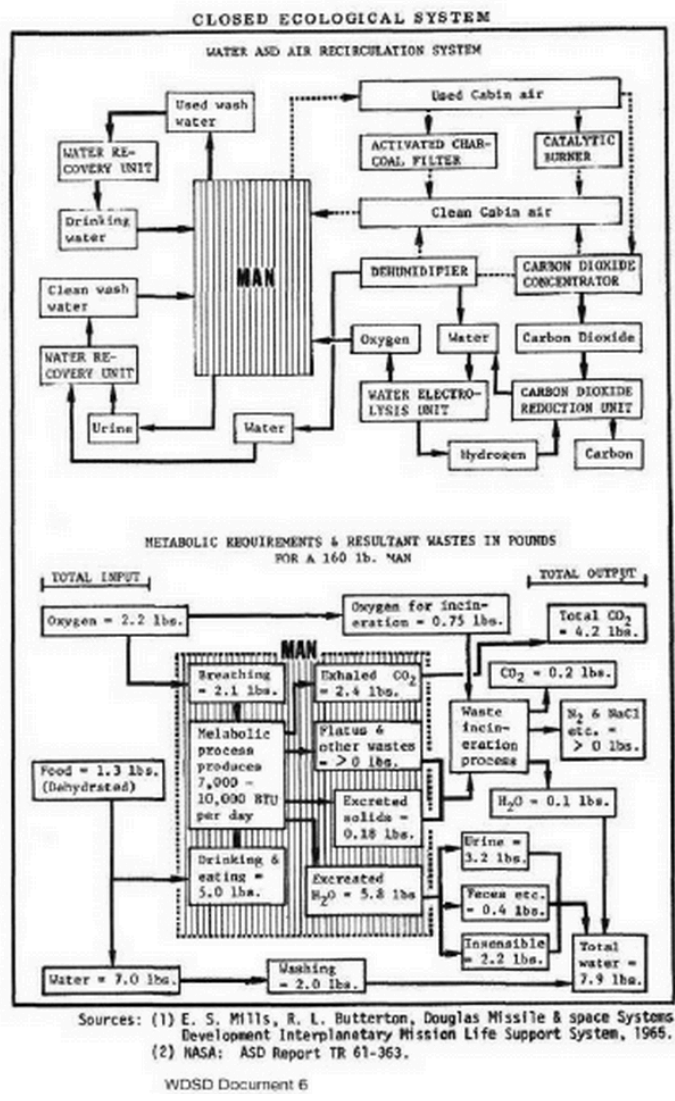 CLOSED ECOLOGICAL SYSTEM
WATER AND AIR RECIRCULATION SYSTEM
Used wash
water
Used Cabin air
WATER RE-
COVERY UNIT
ACTIVATED CHAR-
COAL FILTER
CATALYTIC
BURNER
Drinking
water
Clean Cabin air
MAN
Clean wash
water
DEHUMIDIFIER
CARBON DIOXIDE
CONCENTRATOR
WATER RE-
COVERY UNIT
Oxygen
Water
Carbon Dioxide
WATER ELECTRO-
LYSIS UNIT
CARBON DIOXIDE
REDUCTION UNIT
Urine
Water
Hydrogen
Carbon
METABOLIC REQUIREMENTS & RESULTANT WASTES IN POUNDS
FOR A 160 lb. MAN
TOTAL INPUT
TOTAL OUTPUT
Oxygen = 2.2 lbs.
Oxygen for incin-
eration = 0.75 lbs.
Total CO2
= 4.2 lbs.
MAN
Breathing
= 2.1 lbs.
Exhaled CO2
= 2.4 lbs.
CO2 = 0.2 lbs.
Metabolic
process
produces
7,000 -
10,000 BTU
per day
Flatus &
other wastes
= > 0 lbs.
Waste
incin-
eration
process
N2 & NaCl
etc. =
> 0 lbs.
Food = 1.3 lbs.
(Dehydrated)
Excreted
solids =
0.18 lbs.
H2O = 0.1 lbs.
Drinking &
eating =
5.0 lbs.
Excreated
H2O = 5.8 lbs
Urine =
3.2 lbs.
Feces etc.
= 0.4 lbs.
Insensible
= 2.2 lbs.
Water = 7.0 lbs.
Washing
= 2.0 lbs.
Total
water =
7.9 lbs.
Sources: (1) E. S. Mills, R. L. Butterton, Douglas Missile & space Systems
Development Interplanetary Mission Life Support System, 1965.
(2) NASA: ASD Report TR 61-363.
WDSD Document 6